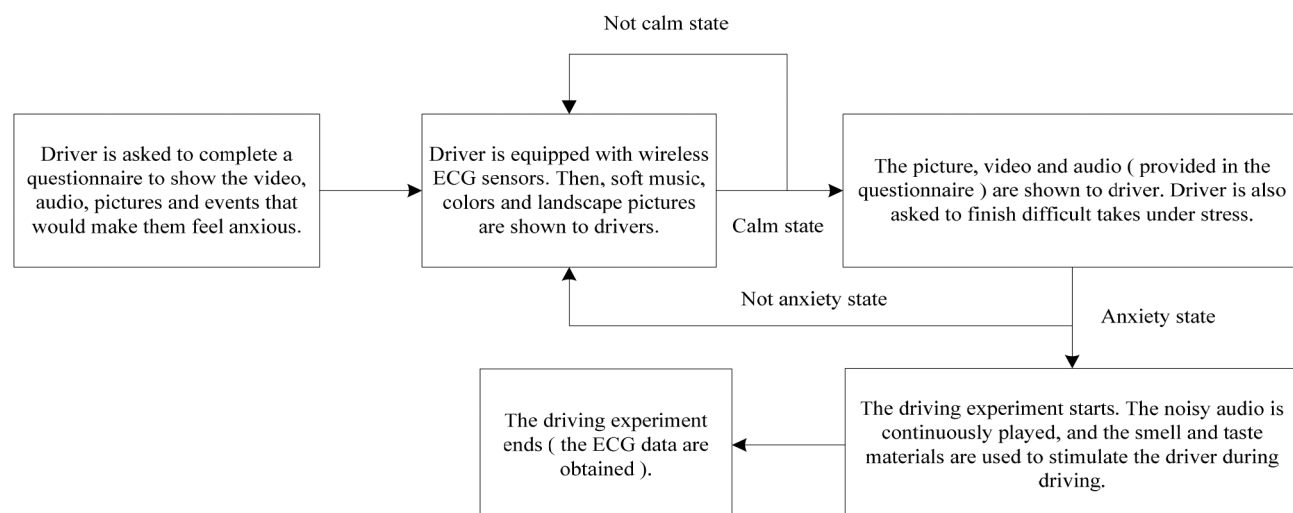 Not calm state
Driver is asked to complete a
questionnaire to show the video,
audio, pictures and events that
would make them feel anxious.
Driver is equipped with wireless
ECG sensors. Then, soft music,
colors and landscape pictures
are shown to drivers.
Calm state
The picture, video and audio ( provided in the
questionnaire ) are shown to driver. Driver is also
asked to finish difficult takes under stress.
Not anxiety state
Anxiety state
The driving experiment
ends ( the ECG data are
obtained ).
The driving experiment starts. The noisy audio is
continuously played, and the smell and taste
materials are used to stimulate the driver during
driving.